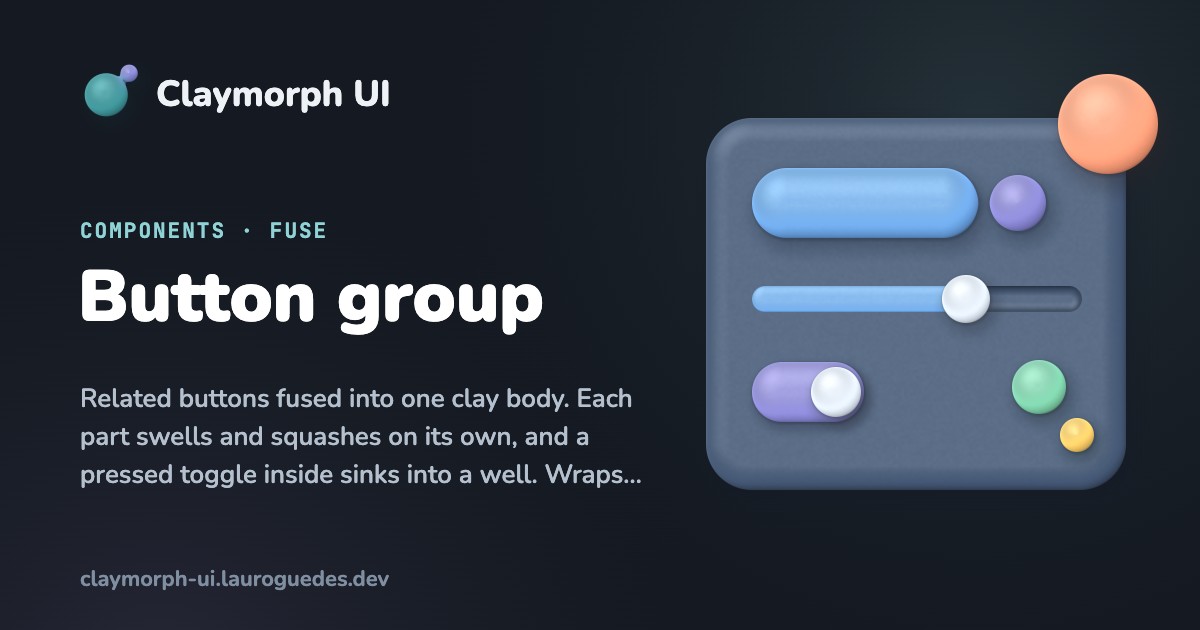 Claymorph UI
COMPONENTS · FUSE
Button group
Related buttons fused into one clay body. Each
part swells and squashes on its own, and a
pressed toggle inside sinks into a well. Wraps...
claymorph-ui.lauroguedes.dev